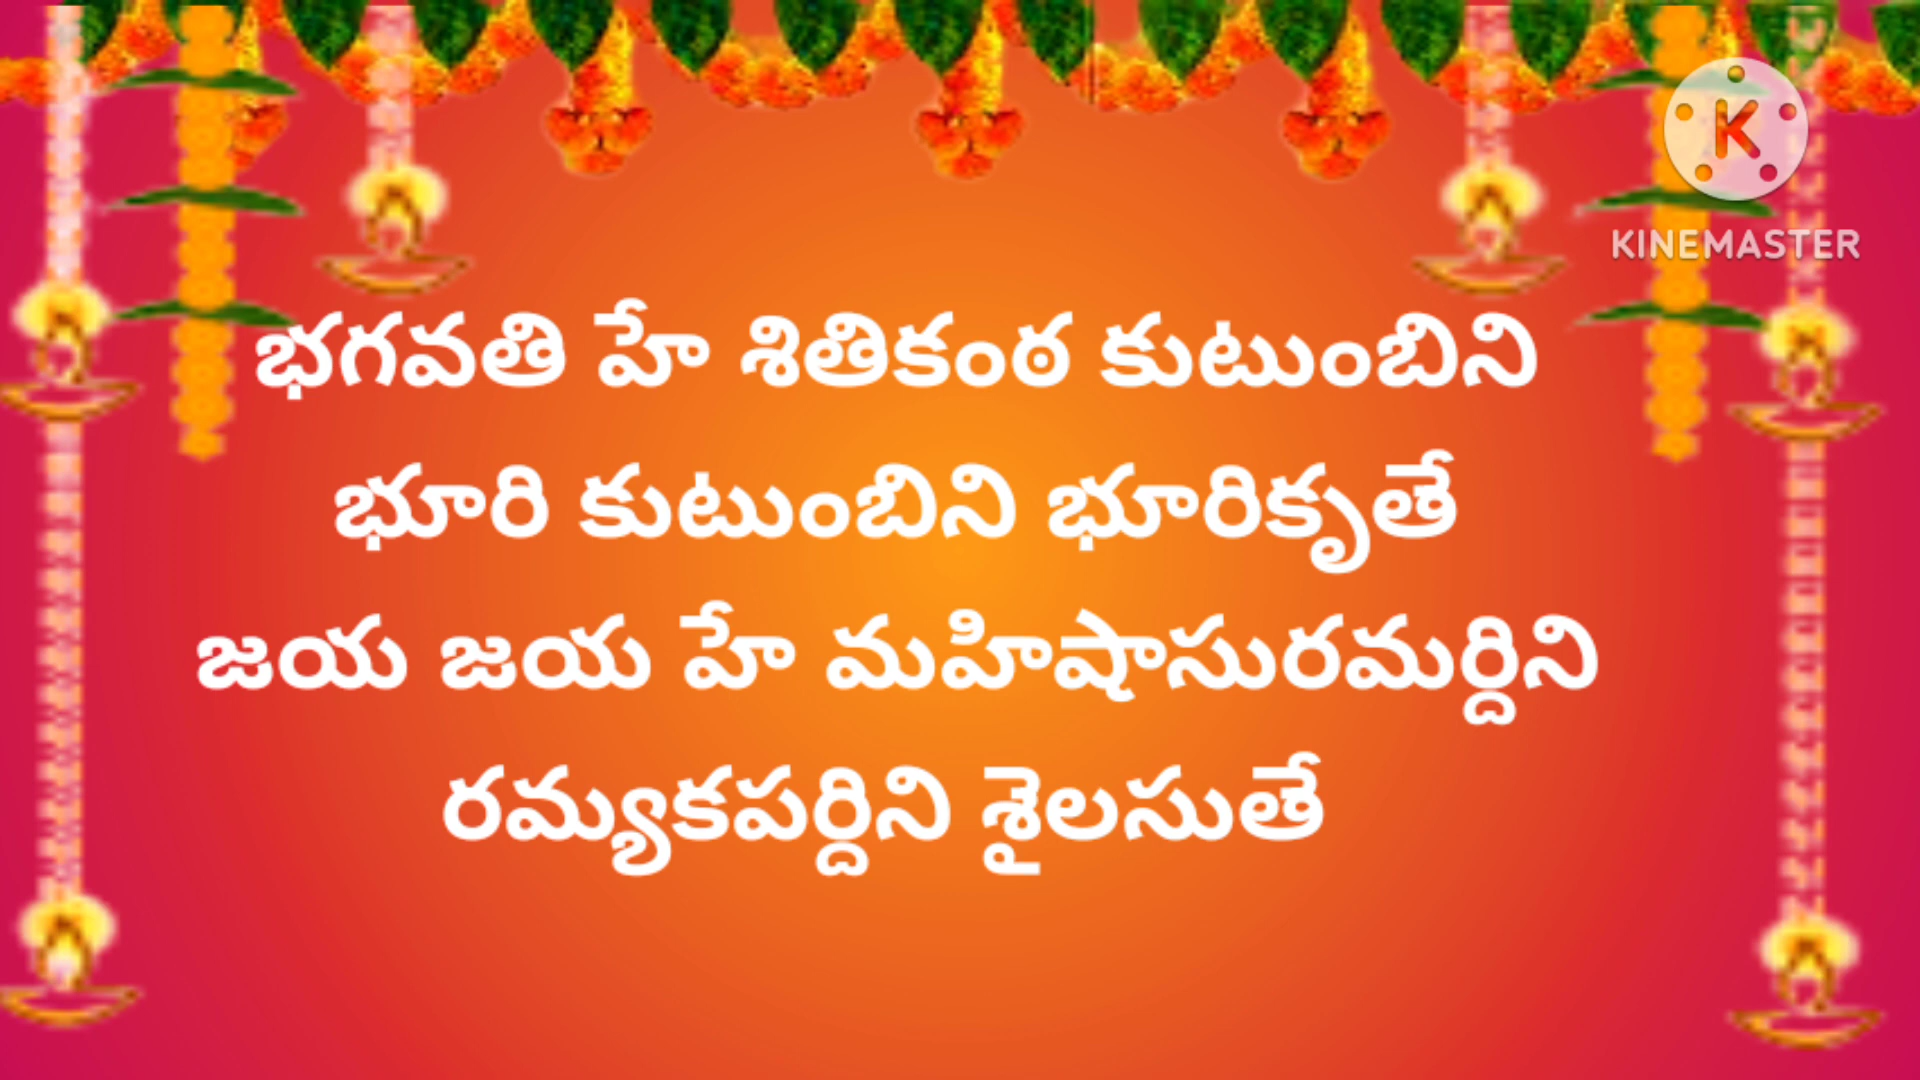 KINEMASTER
భగవతి హే శితికంఠ కుటుంబిని
భూరి కుటుంబిని భూరికృతే
జయ జయ హే మహిషాసురమర్దిని
రమ్యకపర్దిని శైలసుతే